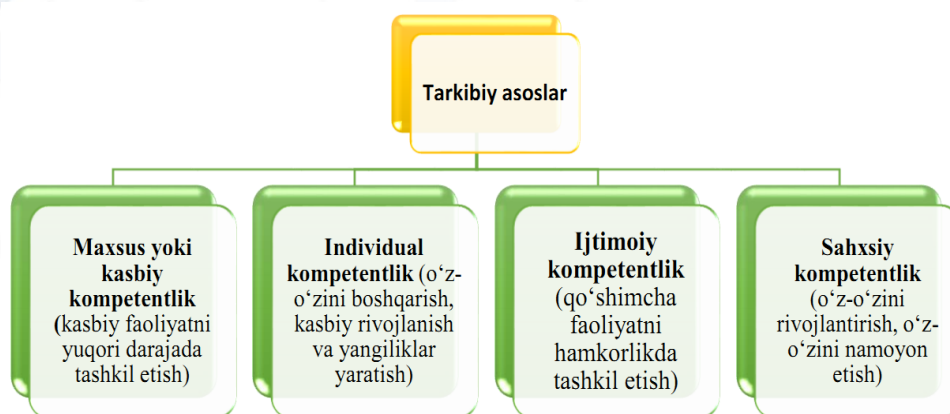 Tarkibiy asoslar
Maxsus yoki
kasbiy
kompetentlik
(kasbiy faoliyatni
yuqori darajada
tashkil etish)
Individual
kompetentlik (o‘z-
o‘zini boshqarish,
kasbiy rivojlanish
va yangiliklar
yaratish)
Ijtimoiy
kompetentlik
(qo‘shimcha
faoliyatni
hamkorlikda
tashkil etish)
Sahxsiy
kompetentlik
(o‘z-o‘zini
rivojlantirish, o‘z-
o‘zini namoyon
etish)